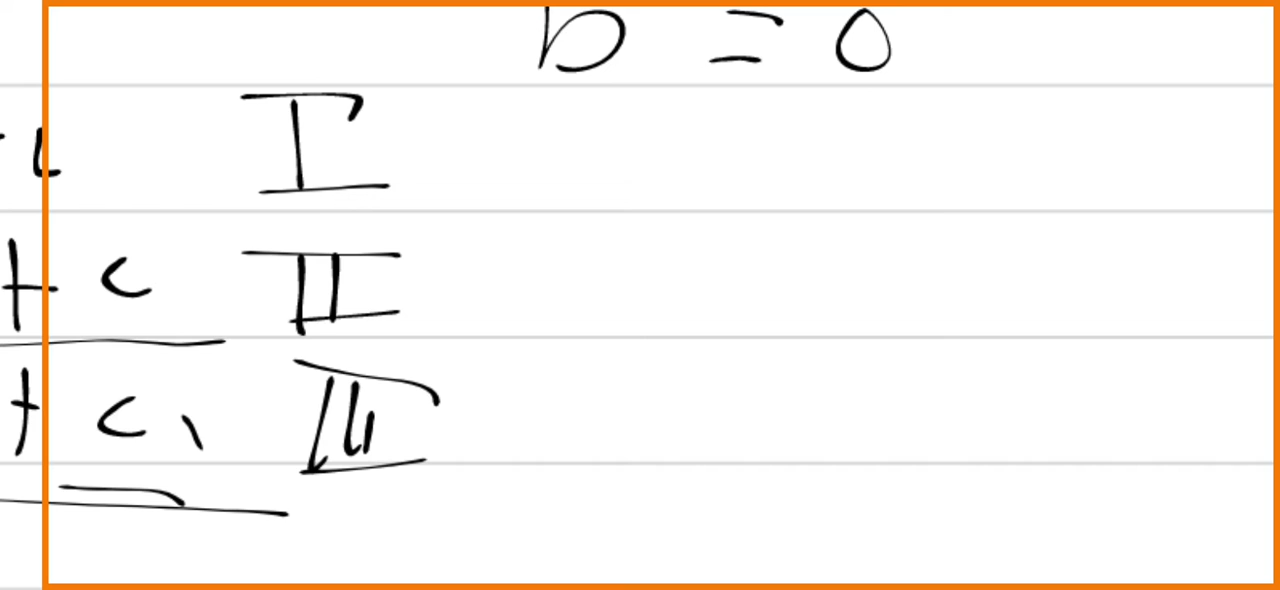 b = 0
I
+ c II
+ c, III